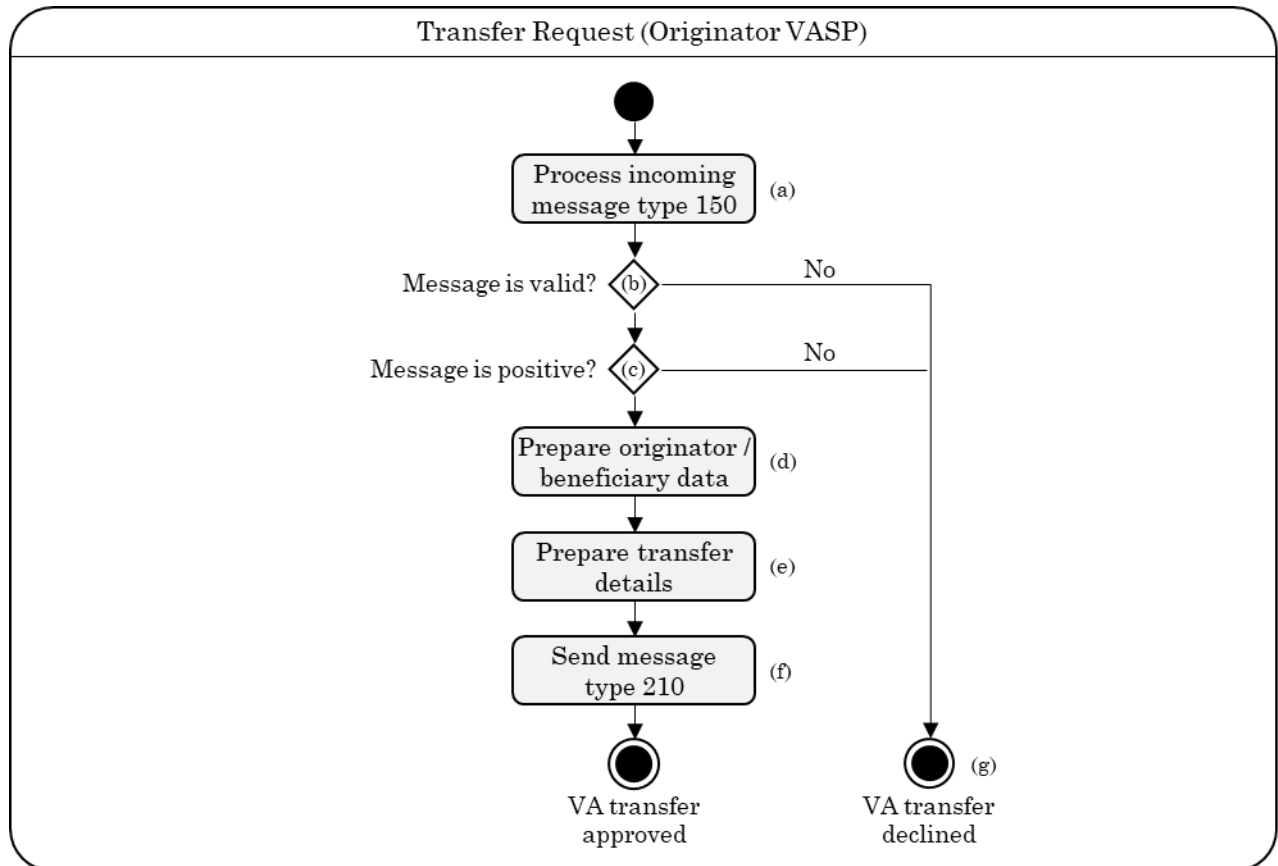 Transfer Request (Originator VASP)
Process incoming
message type 150
(a)
Message is valid?
(b)
No
Message is positive?
(c)
No
Prepare originator /
beneficiary data
(d)
Prepare transfer
details
(e)
Send message
type 210
(f)
(g)
VA transfer
approved
VA transfer
declined